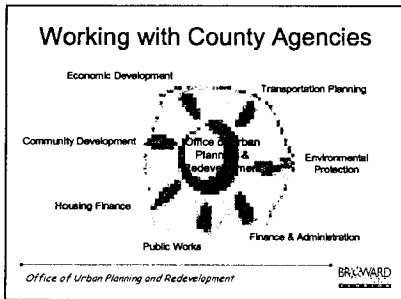 Working with County Agencies
Economic Development
Transportation Planning
Community Development
Office of Urban
Planning &
Redevelopment
Environmental
Protection
Housing Finance
Finance & Administration
Public Works
Office of Urban Planning and Redevelopment
BROWARD